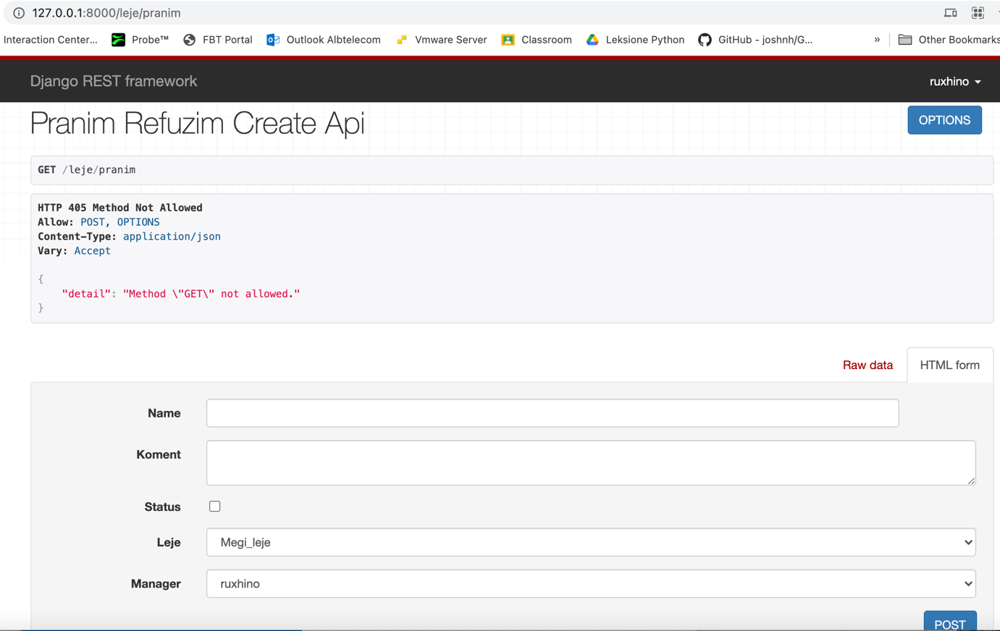 127.0.0.1:8000/leje/pranim
Interaction Center... Probe™ FBT Portal Outlook Albtelecom Vmware Server Classroom Leksione Python GitHub - joshnh/G... » Other Bookmarks
Django REST framework ruxhino
Pranim Refuzim Create Api OPTIONS
GET /leje/pranim
HTTP 405 Method Not Allowed
Allow: POST, OPTIONS
Content-Type: application/json
Vary: Accept
{
"detail": "Method \"GET\" not allowed."
}
Raw data HTML form
Name
Koment
Status
Leje Megi_leje
Manager ruxhino
POST